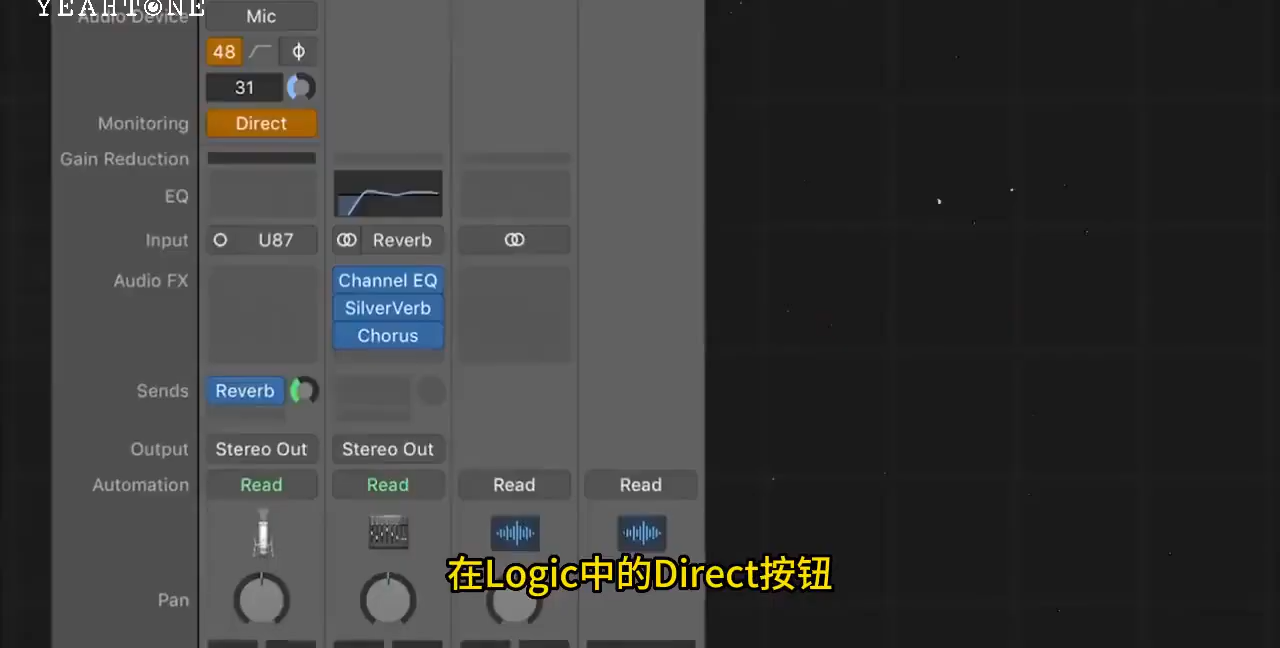 YEAHTONE
Audio Device Mic
48
31
Monitoring Direct
Gain Reduction
EQ
Input U87 Reverb
Audio FX Channel EQ
SilverVerb
Chorus
Sends Reverb
Output Stereo Out Stereo Out
Automation Read Read Read Read
在Logic中的Direct按钮
Pan